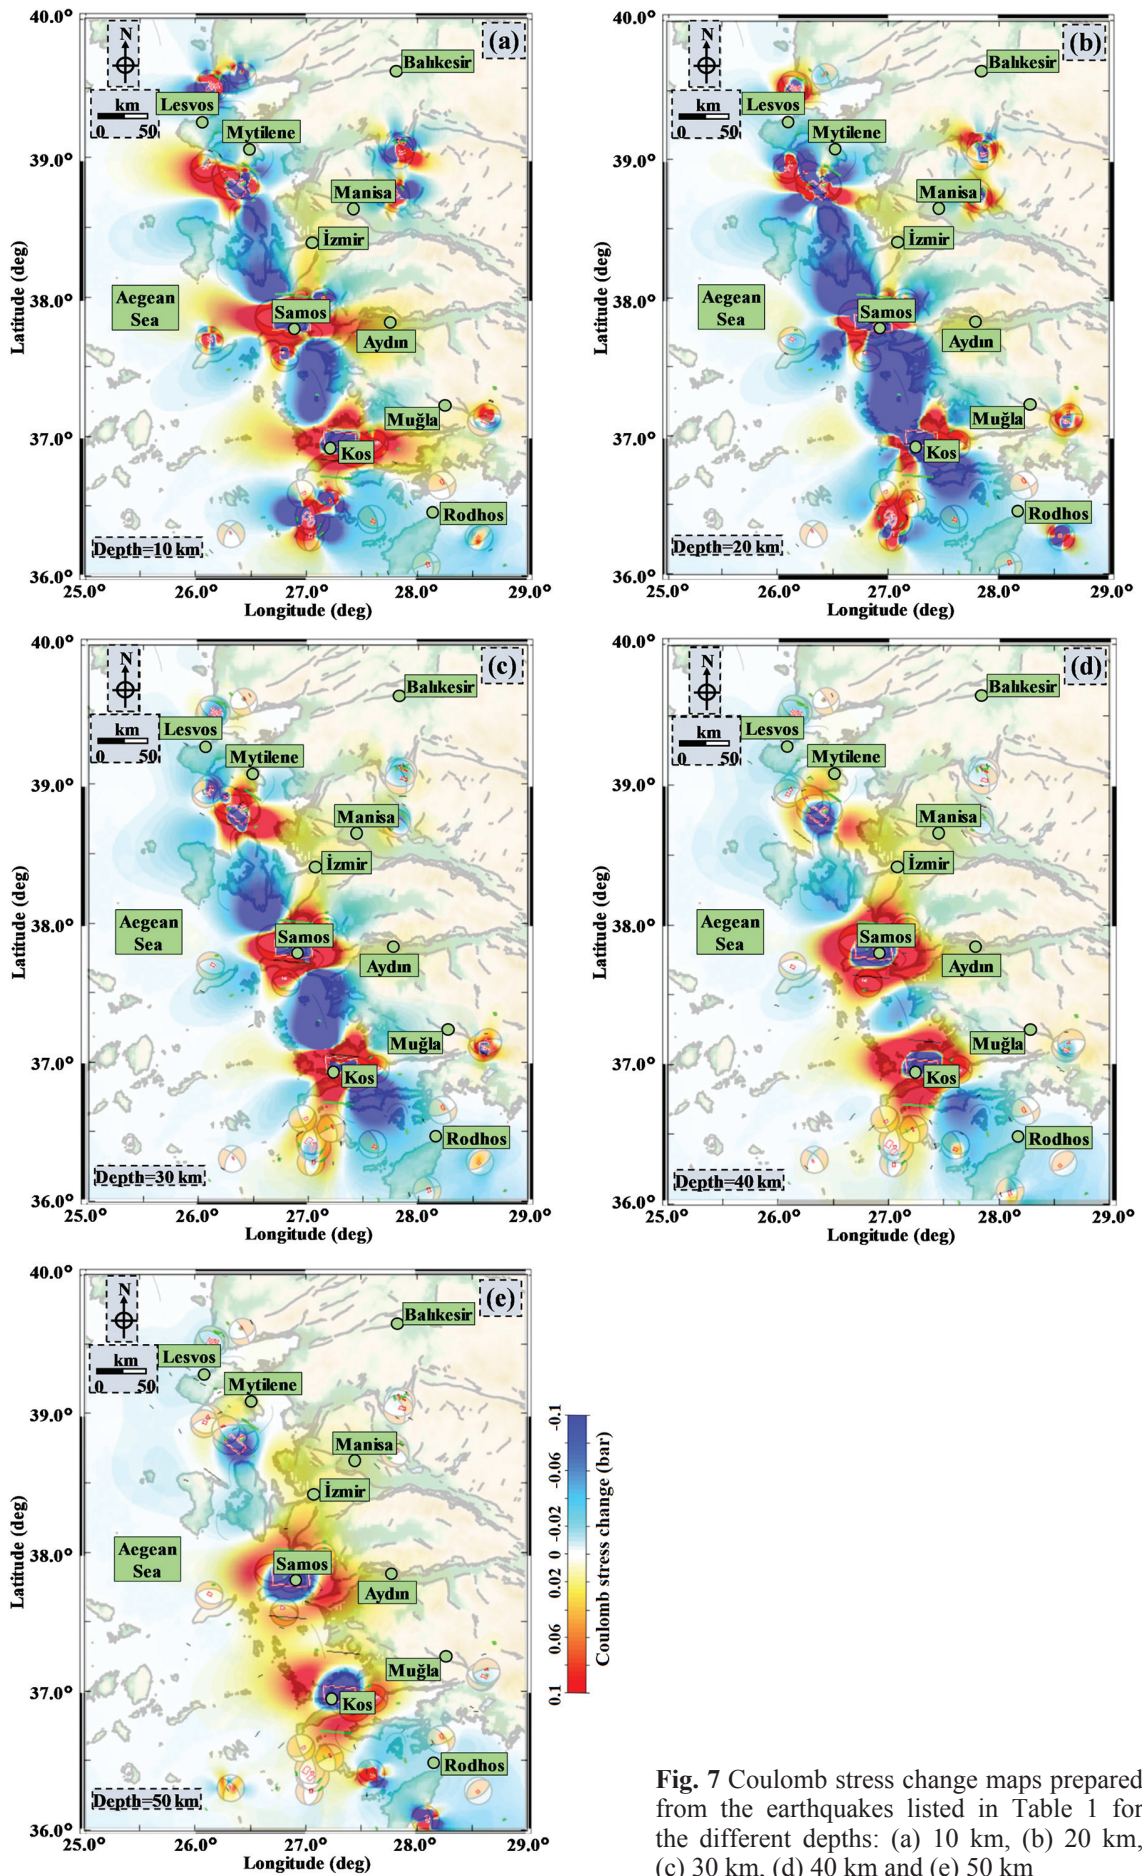 40.0°
39.0°
38.0°
37.0°
36.0°
Latitude (deg)
N
km
0 50
(a)
Balıkesir
Lesvos
Mytilene
Manisa
İzmir
Aegean
Sea
Samos
Aydın
Muğla
Kos
Rodhos
Depth=10 km
25.0° 26.0° 27.0° 28.0° 29.0°
Longitude (deg)
40.0°
39.0°
38.0°
37.0°
36.0°
Latitude (deg)
N
km
0 50
(b)
Balıkesir
Lesvos
Mytilene
Manisa
İzmir
Aegean
Sea
Samos
Aydın
Muğla
Kos
Rodhos
Depth=20 km
25.0° 26.0° 27.0° 28.0° 29.0°
Longitude (deg)
40.0°
39.0°
38.0°
37.0°
36.0°
Latitude (deg)
N
km
0 50
(c)
Balıkesir
Lesvos
Mytilene
Manisa
İzmir
Aegean
Sea
Samos
Aydın
Muğla
Kos
Rodhos
Depth=30 km
25.0° 26.0° 27.0° 28.0° 29.0°
Longitude (deg)
40.0°
39.0°
38.0°
37.0°
36.0°
Latitude (deg)
N
km
0 50
(d)
Balıkesir
Lesvos
Mytilene
Manisa
İzmir
Aegean
Sea
Samos
Aydın
Muğla
Kos
Rodhos
Depth=40 km
25.0° 26.0° 27.0° 28.0° 29.0°
Longitude (deg)
40.0°
39.0°
38.0°
37.0°
36.0°
Latitude (deg)
N
km
0 50
(e)
Balıkesir
Lesvos
Mytilene
Manisa
İzmir
Aegean
Sea
Samos
Aydın
Muğla
Kos
Rodhos
Depth=50 km
25.0° 26.0° 27.0° 28.0° 29.0°
Longitude (deg)
0.1 0.06 0.02 0 -0.02 -0.06 -0.1
Coulomb stress change (bar)
Fig. 7 Coulomb stress change maps prepared
from the earthquakes listed in Table 1 for
the different depths: (a) 10 km, (b) 20 km,
(c) 30 km, (d) 40 km and (e) 50 km